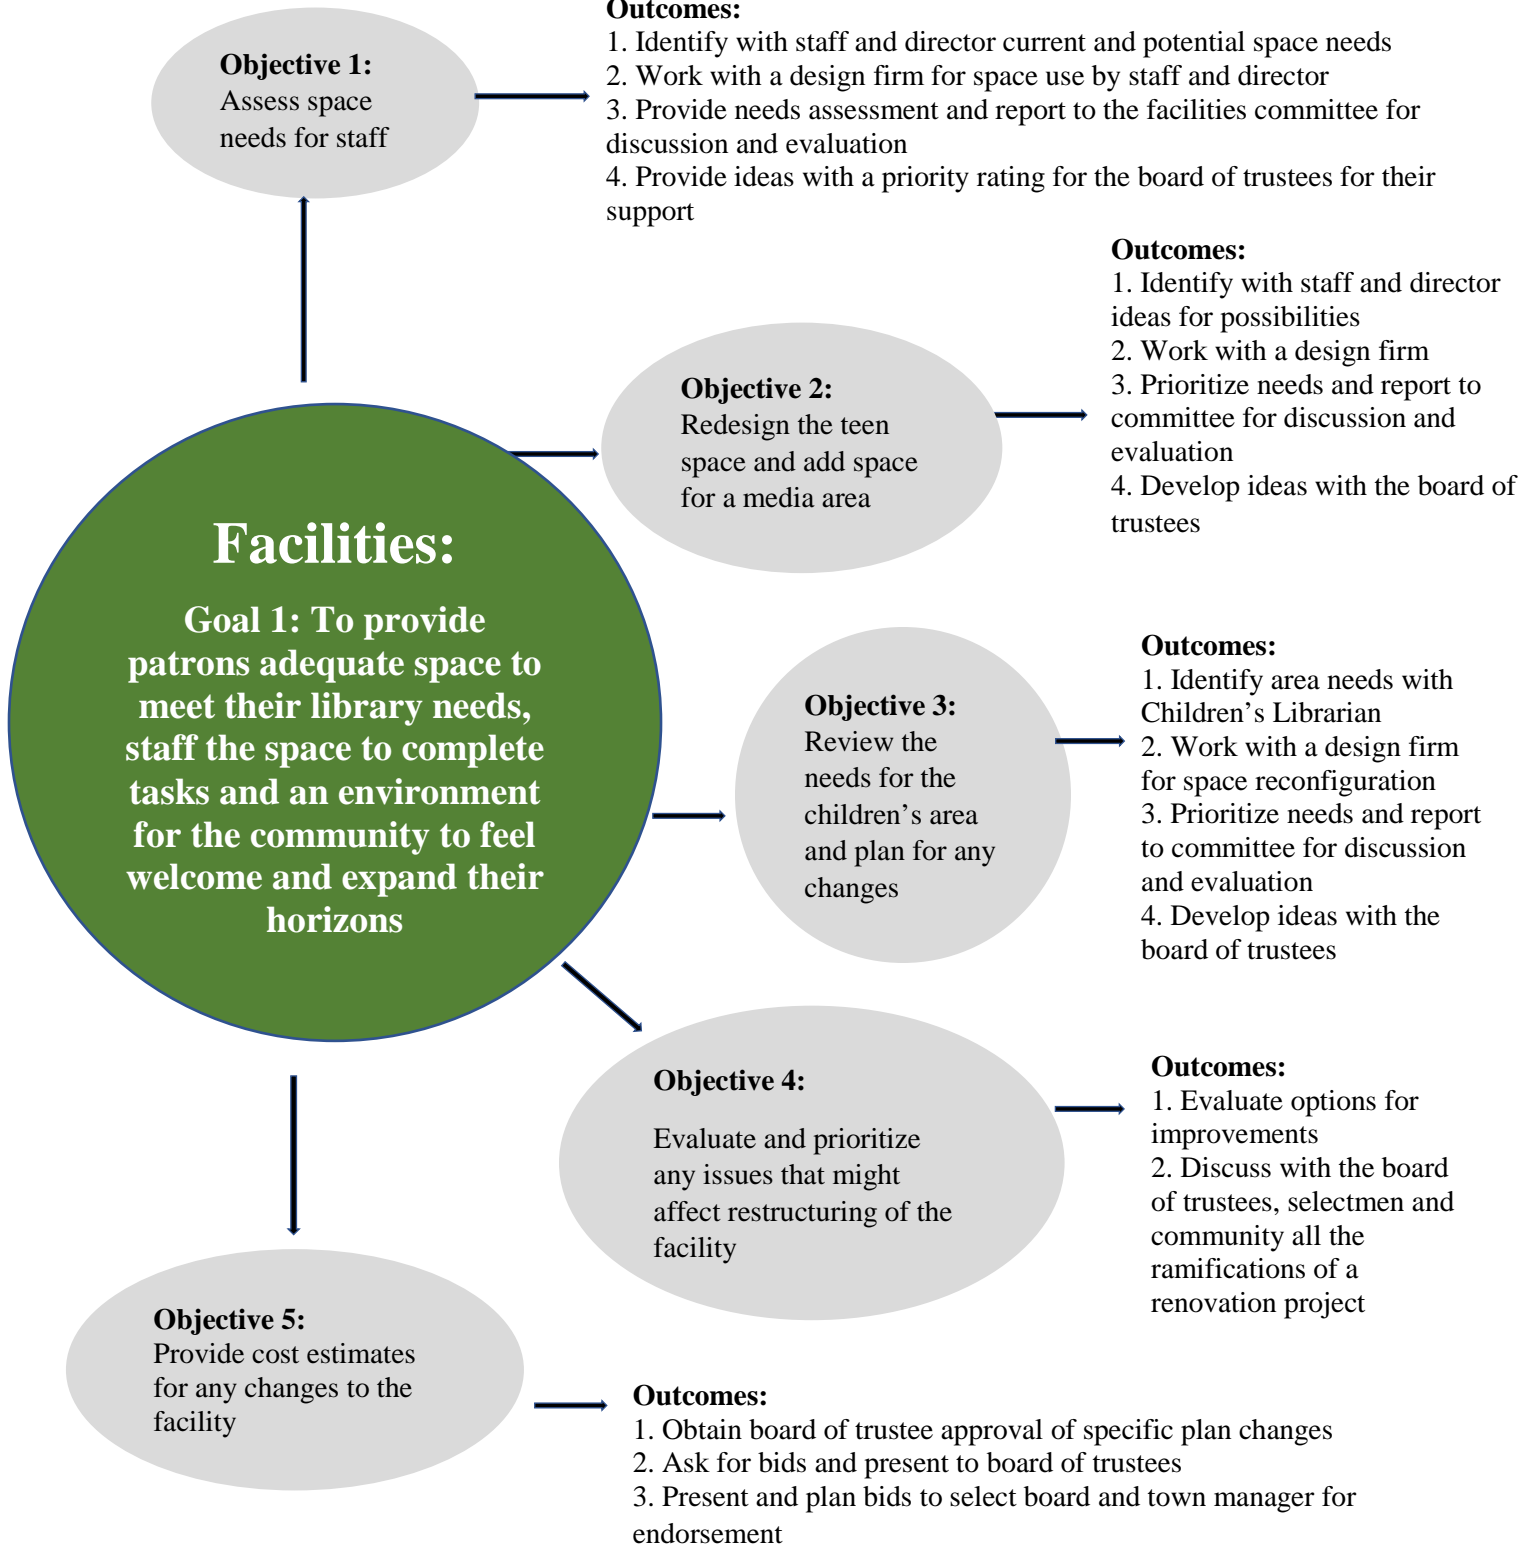 Outcomes:
1. Identify with staff and director current and potential space needs
2. Work with a design firm for space use by staff and director
3. Provide needs assessment and report to the facilities committee for
discussion and evaluation
4. Provide ideas with a priority rating for the board of trustees for their
support
Objective 1:
Assess space
needs for staff
Outcomes:
1. Identify with staff and director
ideas for possibilities
2. Work with a design firm
3. Prioritize needs and report to
committee for discussion and
evaluation
4. Develop ideas with the board of
trustees
Objective 2:
Redesign the teen
space and add space
for a media area
Facilities:
Goal 1: To provide
patrons adequate space to
meet their library needs,
staff the space to complete
tasks and an environment
for the community to feel
welcome and expand their
horizons
Objective 3:
Review the
needs for the
children’s area
and plan for any
changes
Outcomes:
1. Identify area needs with
Children’s Librarian
2. Work with a design firm
for space reconfiguration
3. Prioritize needs and report
to committee for discussion
and evaluation
4. Develop ideas with the
board of trustees
Objective 4:
Evaluate and prioritize
any issues that might
affect restructuring of the
facility
Outcomes:
1. Evaluate options for
improvements
2. Discuss with the board
of trustees, selectmen and
community all the
ramifications of a
renovation project
Objective 5:
Provide cost estimates
for any changes to the
facility
Outcomes:
1. Obtain board of trustee approval of specific plan changes
2. Ask for bids and present to board of trustees
3. Present and plan bids to select board and town manager for
endorsement